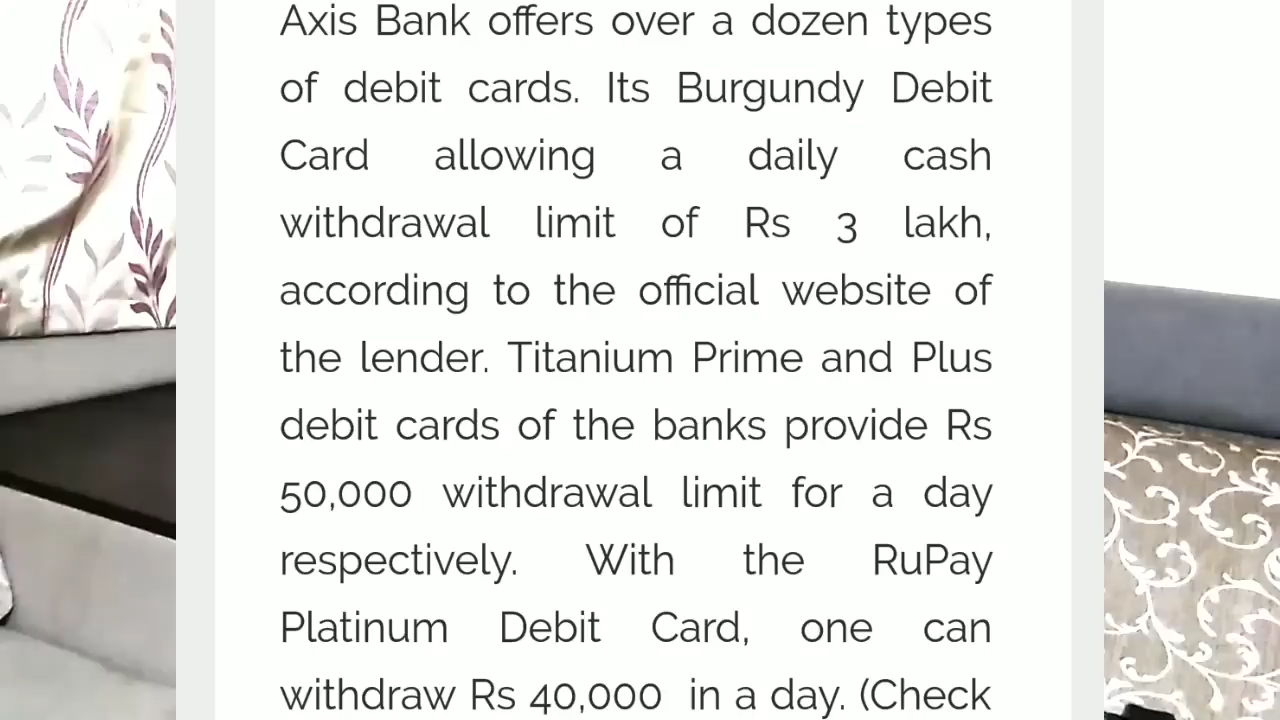 Axis Bank offers over a dozen types
of debit cards. Its Burgundy Debit
Card allowing a daily cash
withdrawal limit of Rs 3 lakh,
according to the official website of
the lender. Titanium Prime and Plus
debit cards of the banks provide Rs
50,000 withdrawal limit for a day
respectively. With the RuPay
Platinum Debit Card, one can
withdraw Rs 40,000 in a day. (Check